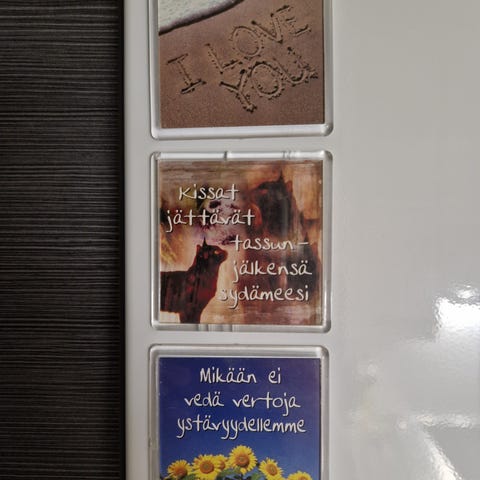 I LOVE
YOU
Kissat
jättävät
tassun-
jälkensä
sydämeesi
Mikään ei
vedä vertoja
ystävyydellemme